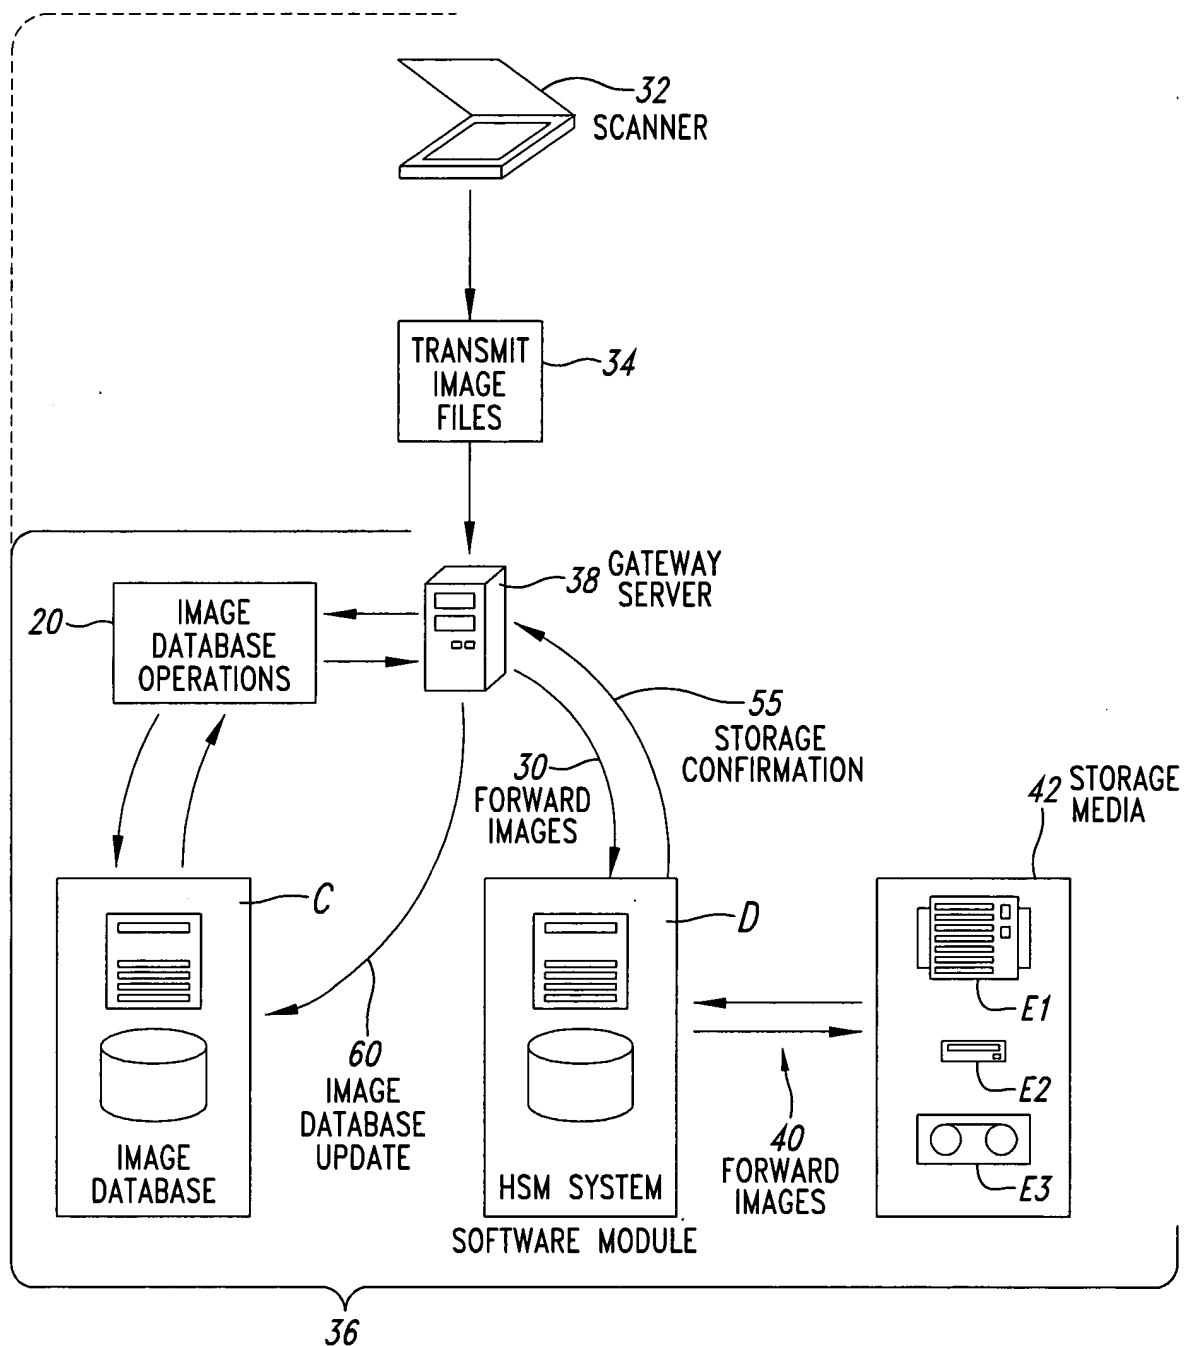 32
SCANNER
TRANSMIT
IMAGE
FILES
34
GATEWAY
SERVER
38
20
IMAGE
DATABASE
OPERATIONS
55
STORAGE
CONFIRMATION
30
FORWARD
IMAGES
42
STORAGE
MEDIA
C
D
E1
E2
E3
60
IMAGE
DATABASE
UPDATE
40
FORWARD
IMAGES
IMAGE
DATABASE
HSM SYSTEM
SOFTWARE MODULE
36